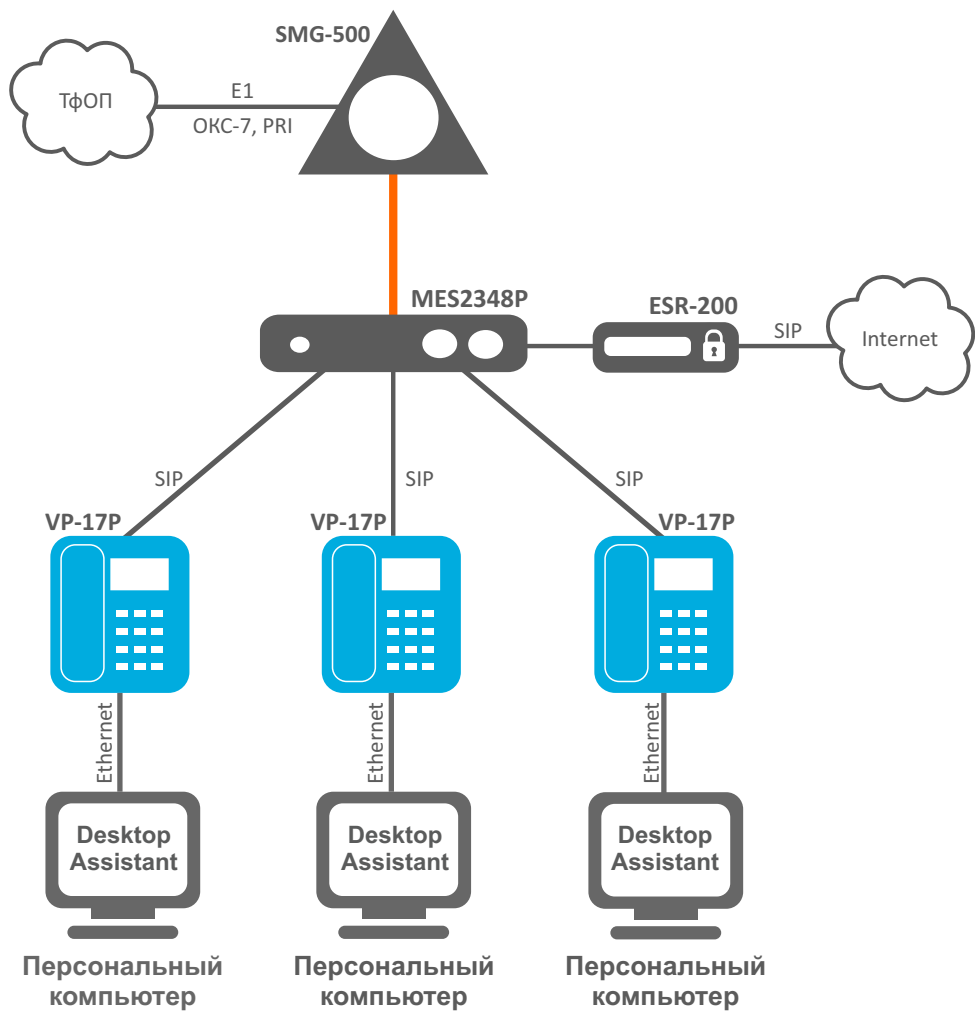 SMG-500
ТфОП
E1
ОКС-7, PRI
MES2348P
ESR-200
SIP
Internet
SIP
SIP
SIP
VP-17P
VP-17P
VP-17P
Ethernet
Ethernet
Ethernet
Desktop
Assistant
Desktop
Assistant
Desktop
Assistant
Персональный
компьютер
Персональный
компьютер
Персональный
компьютер